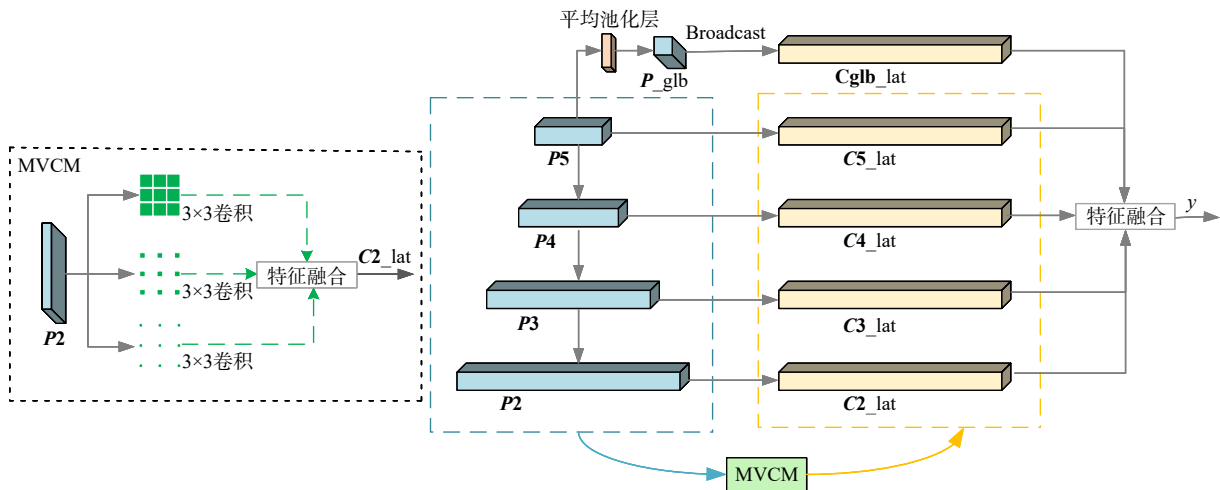 平均池化层
Broadcast
P_glb
Cglb_lat
P5
C5_lat
P4
C4_lat
P3
C3_lat
P2
C2_lat
特征融合
y
MVCM
MVCM
3×3卷积
3×3卷积
3×3卷积
P2
特征融合
C2_lat